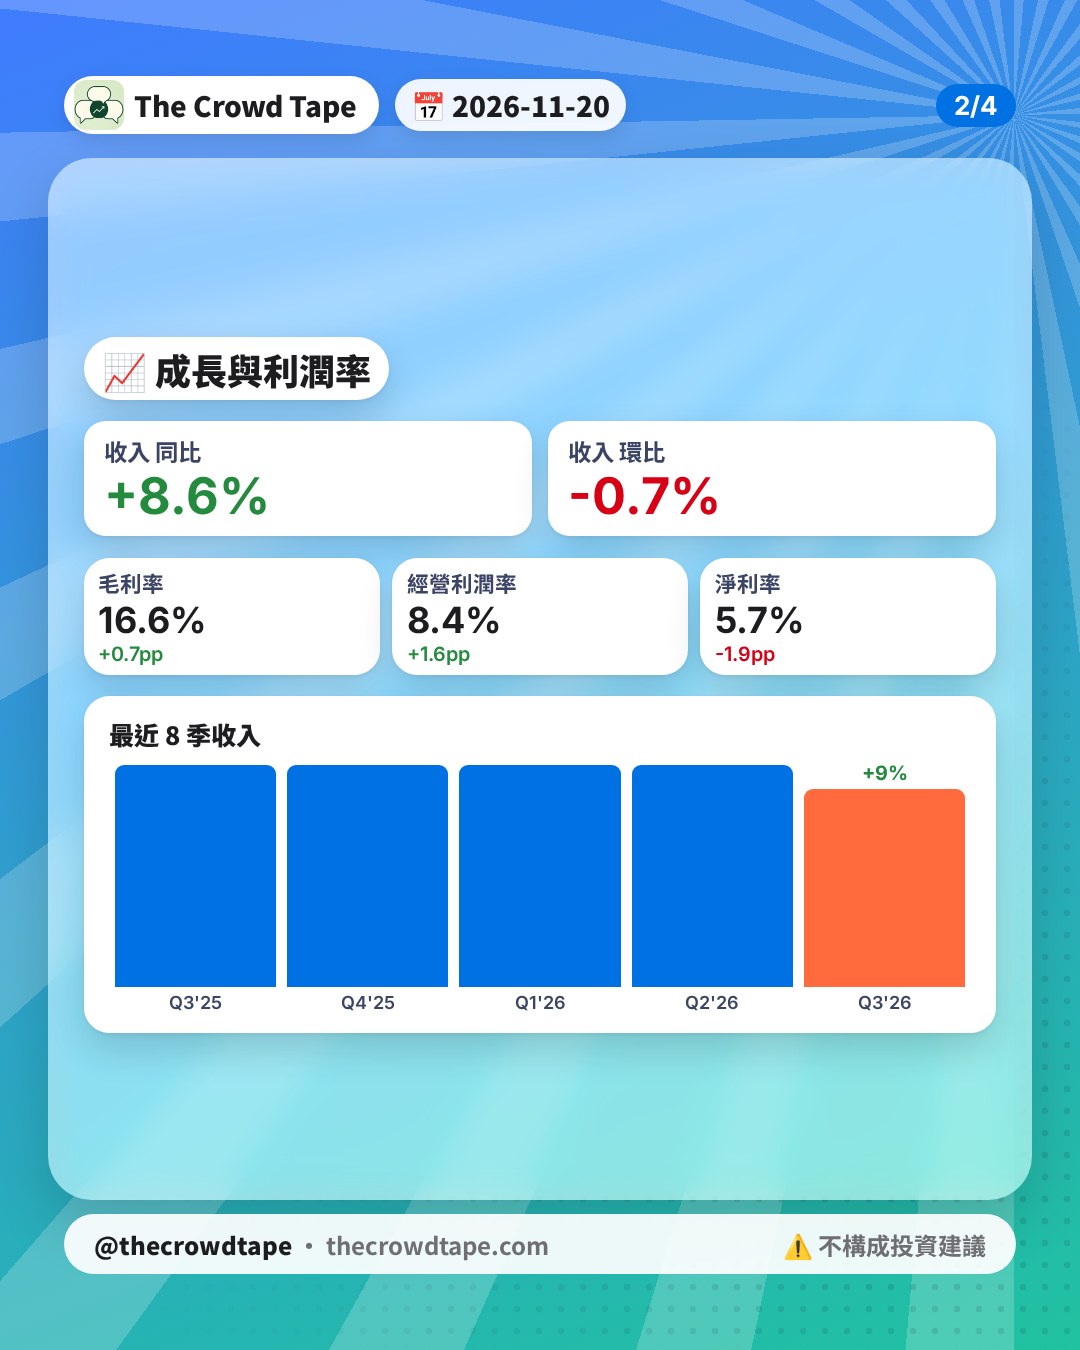 The Crowd Tape
📅 2026-11-20
2/4
📈 成長與利潤率
收入 同比
+8.6%
收入 環比
-0.7%
毛利率
16.6%
+0.7pp
經營利潤率
8.4%
+1.6pp
淨利率
5.7%
-1.9pp
最近 8 季收入
+9%
Q3'25
Q4'25
Q1'26
Q2'26
Q3'26
@thecrowdtape • thecrowdtape.com
⚠️ 不構成投資建議